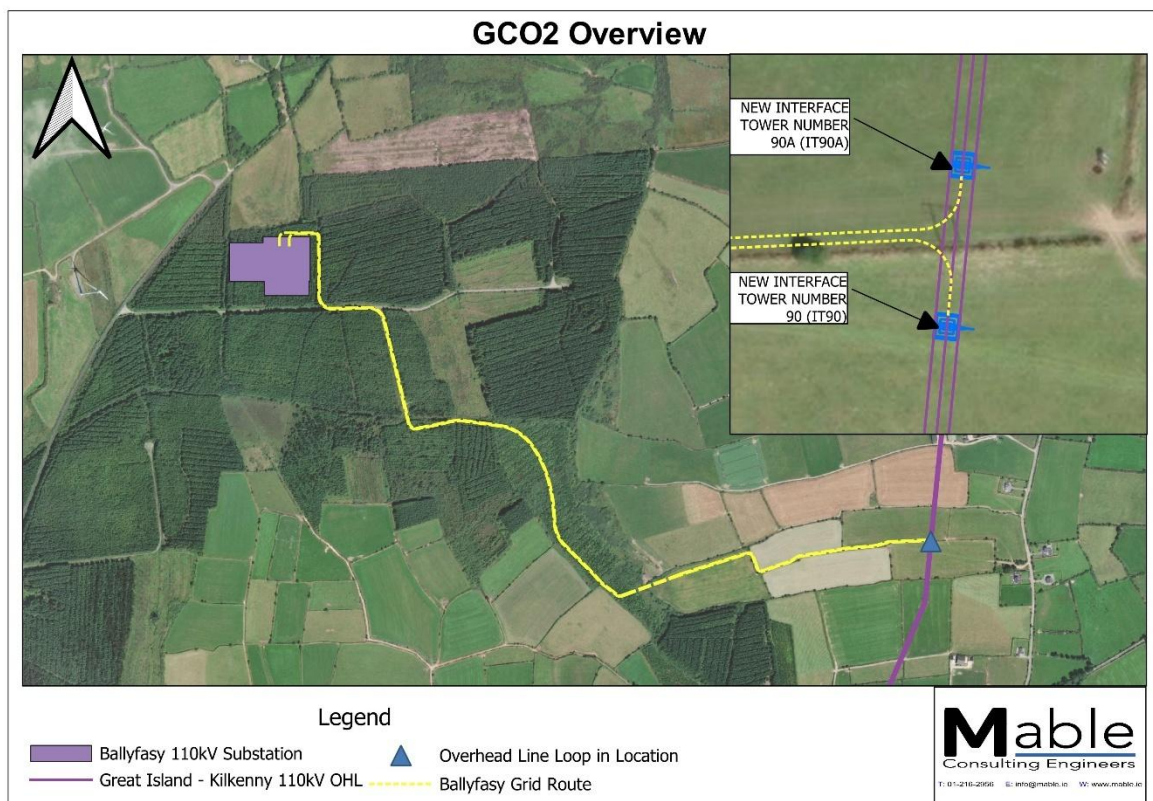 GCO2 Overview
NEW INTERFACE
TOWER NUMBER
90A (IT90A)
NEW INTERFACE
TOWER NUMBER
90 (IT90)
Legend
Ballyfasy 110kV Substation
Great Island - Kilkenny 110kV OHL
Overhead Line Loop in Location
Ballyfasy Grid Route
Mable
Consulting Engineers
T: 01-216-2956 E: info@mable.ie W: www.mable.ie